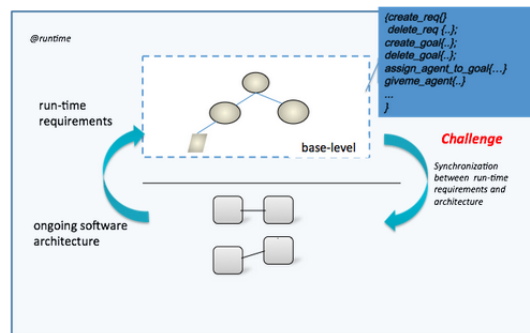 @runtime
{create_req{}
delete_req {..};
create_goal{..};
delete_goal{..};
assign_agent_to_goal{...}
giveme_agent{..}
...
}
run-time
requirements
base-level
Challenge
Synchronization
between run-time
requirements and
architecture
ongoing software
architecture